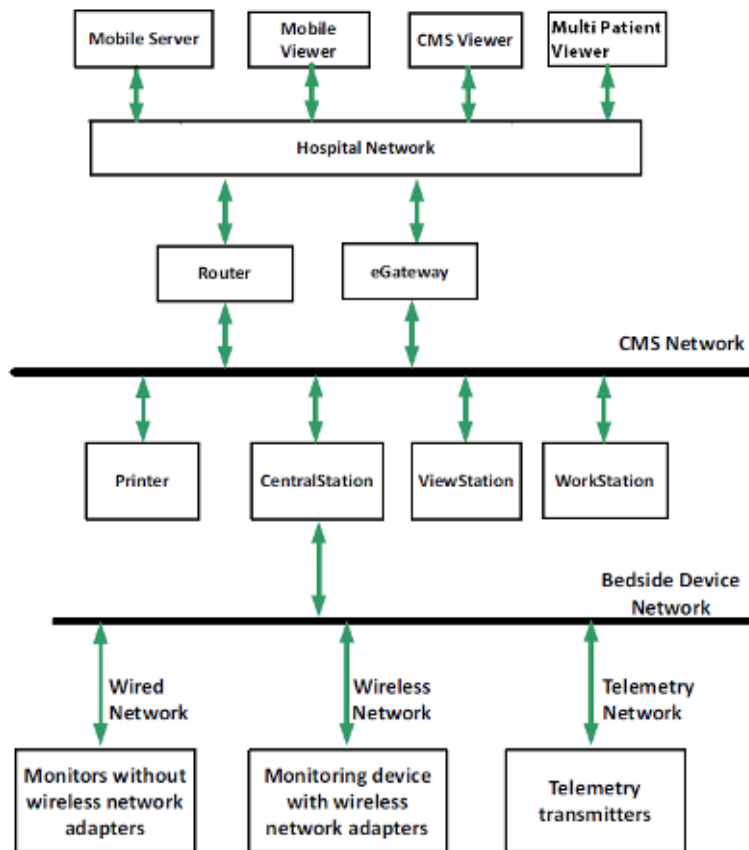 Mobile Server
Mobile
Viewer
CMS Viewer
Multi Patient
Viewer
Hospital Network
Router
eGateway
CMS Network
Printer
CentralStation
ViewStation
WorkStation
Bedside Device
Network
Wired
Network
Wireless
Network
Telemetry
Network
Monitors without
wireless network
adapters
Monitoring device
with wireless
network adapters
Telemetry
transmitters